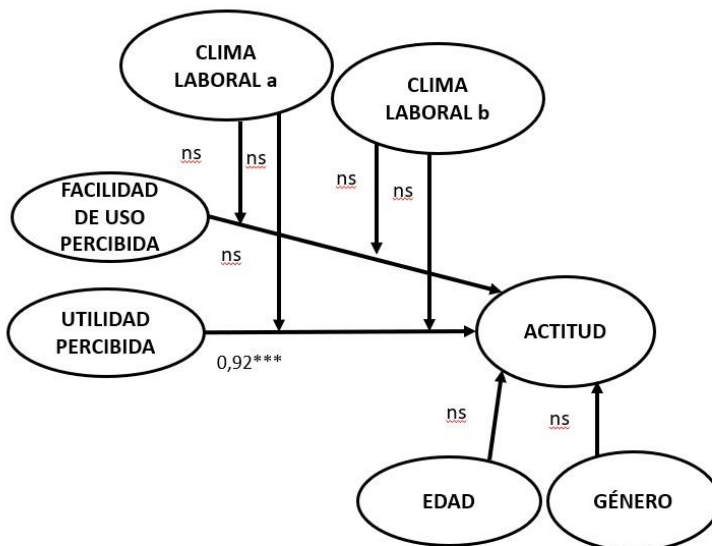 CLIMA
LABORAL a
CLIMA
LABORAL b
ns
ns
ns
ns
FACILIDAD
DE USO
PERCIBIDA
ns
UTILIDAD
PERCIBIDA
ACTITUD
0,92***
ns
ns
EDAD
GÉNERO